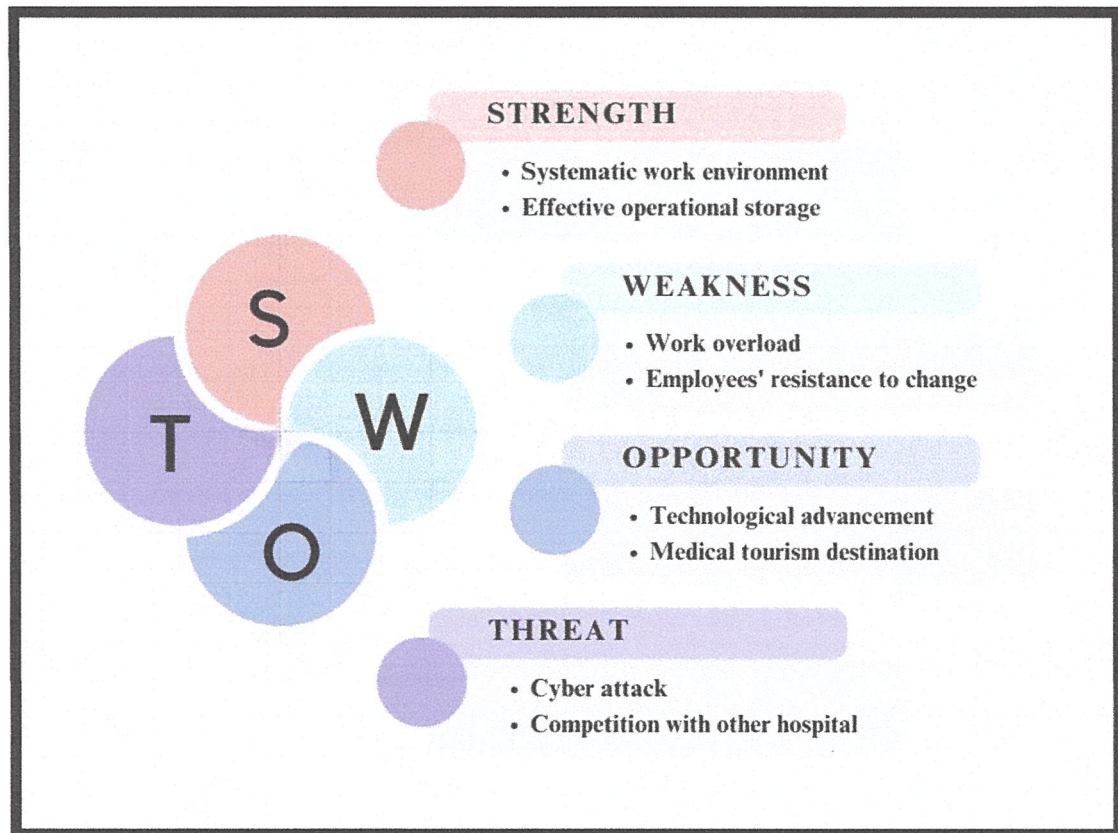 STRENGTH
• Systematic work environment
• Effective operational storage
S
WEAKNESS
• Work overload
• Employees' resistance to change
W
T
OPPORTUNITY
• Technological advancement
• Medical tourism destination
O
THREAT
• Cyber attack
• Competition with other hospital